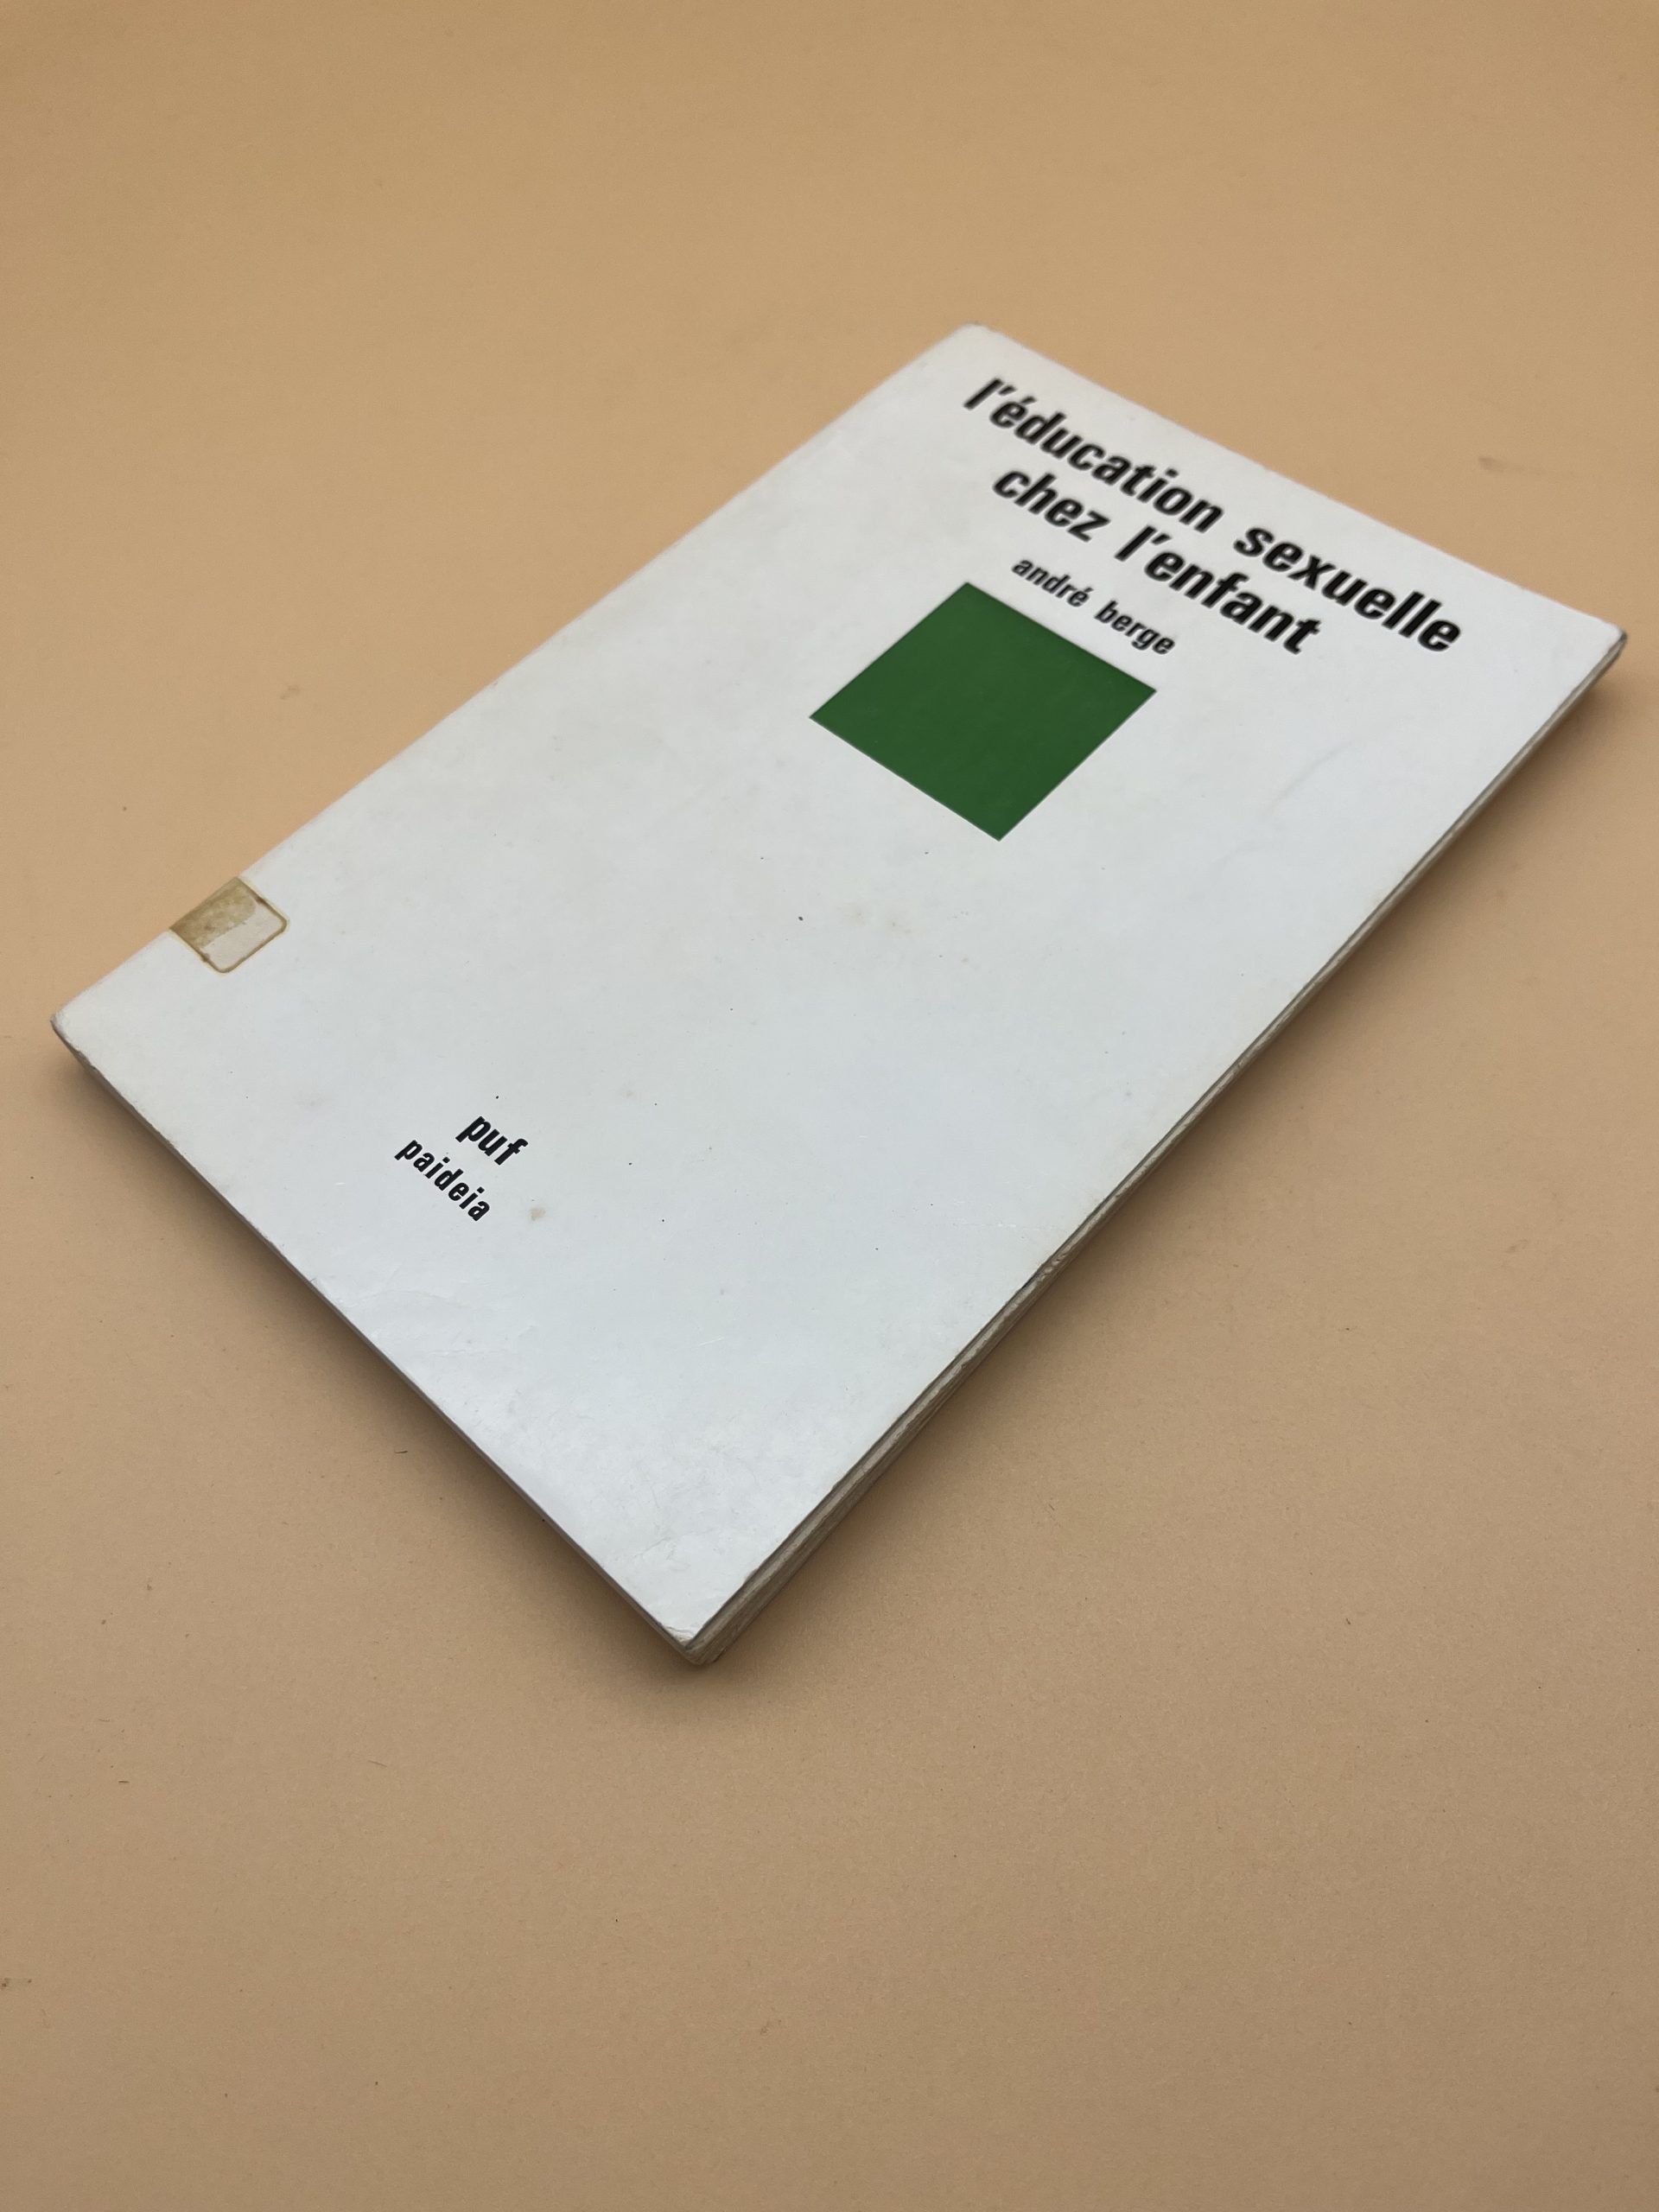 l'éducation sexuelle
chez l'enfant
andré berge
puf
paideia